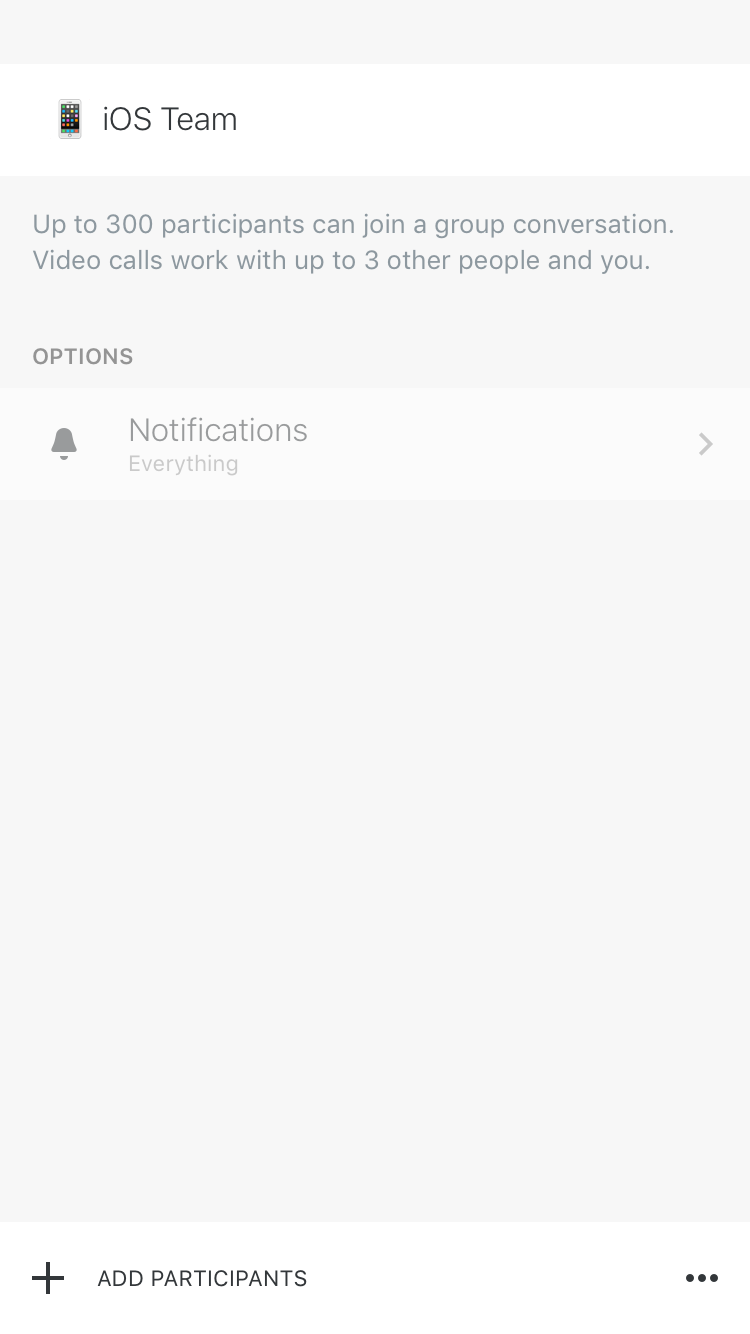 iOS Team
Up to 300 participants can join a group conversation.
Video calls work with up to 3 other people and you.
OPTIONS
Notifications
Everything
ADD PARTICIPANTS